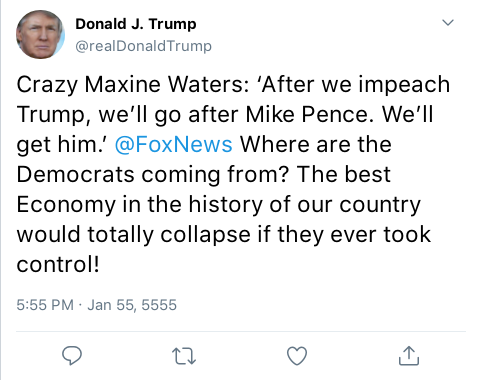 Donald J. Trump
@realDonaldTrump
Crazy Maxine Waters: ‘After we impeach
Trump, we’ll go after Mike Pence. We’ll
get him.’ @FoxNews Where are the
Democrats coming from? The best
Economy in the history of our country
would totally collapse if they ever took
control!
5:55 PM · Jan 55, 5555